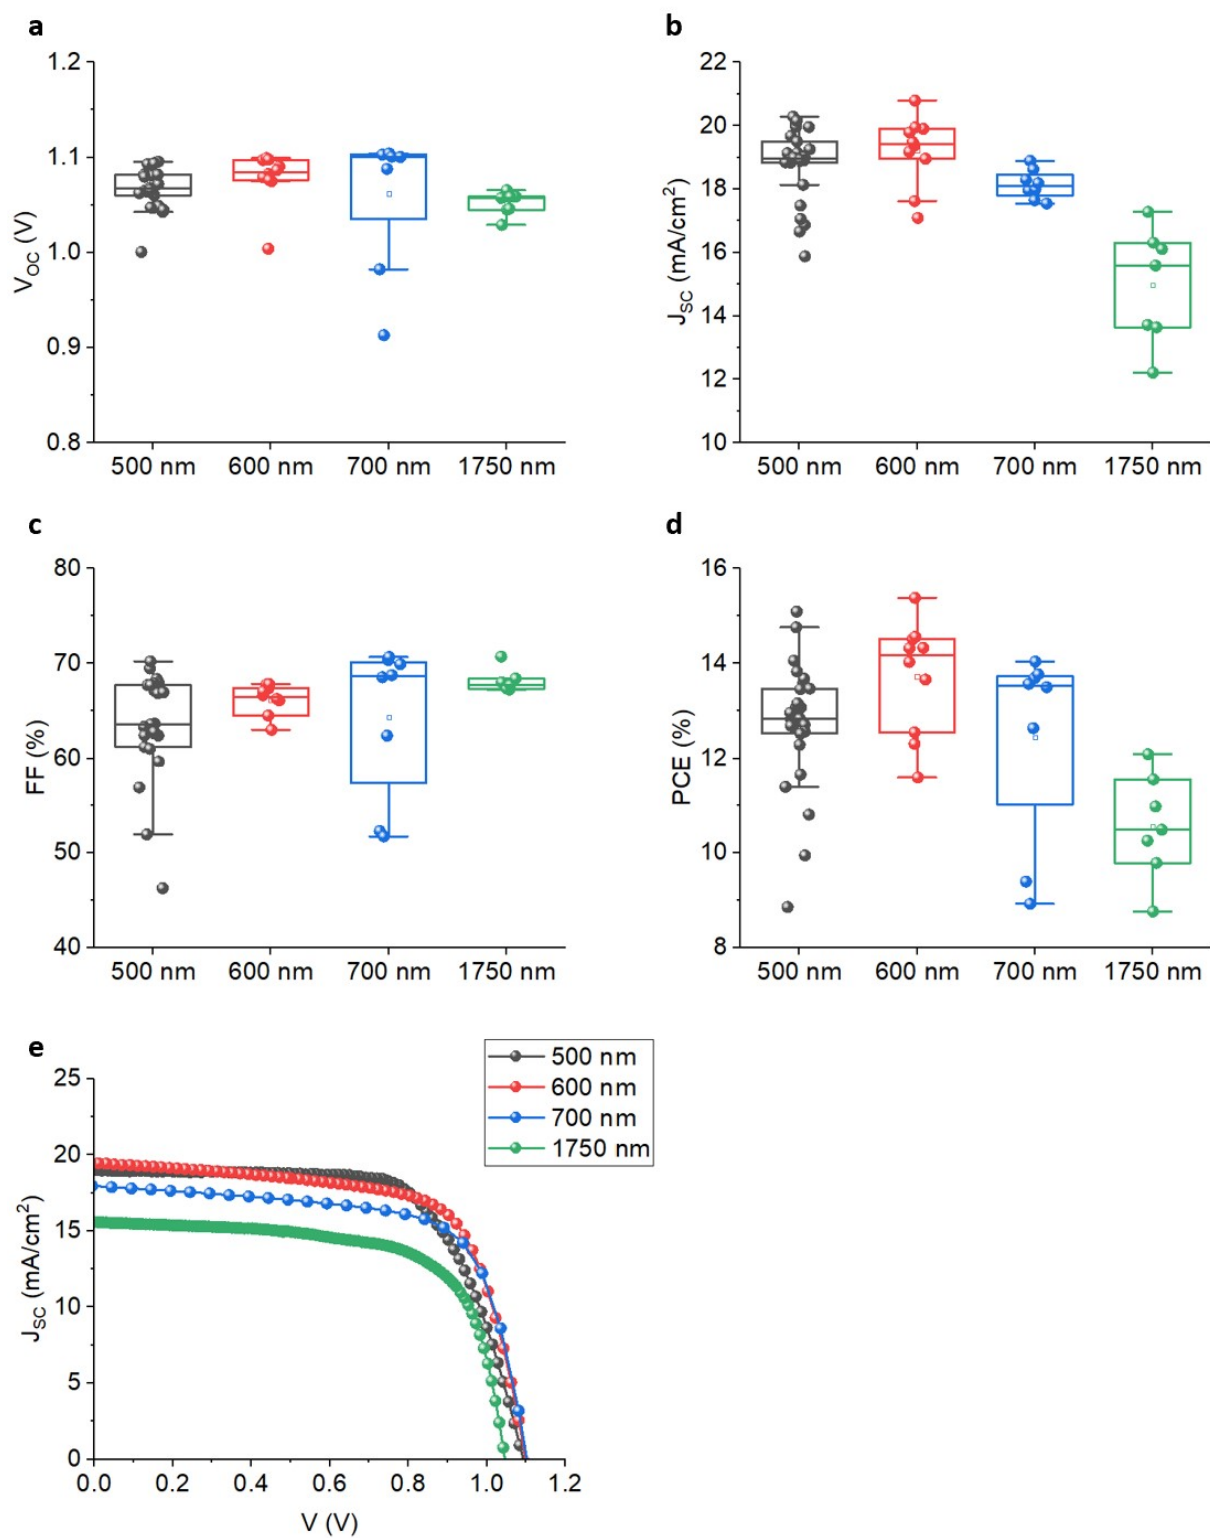 a
1.2
1.1
1.0
0.9
0.8
V_OC (V)
500 nm 600 nm 700 nm 1750 nm
b
22
20
18
16
14
12
10
J_SC (mA/cm²)
500 nm 600 nm 700 nm 1750 nm
c
80
70
60
50
40
FF (%)
500 nm 600 nm 700 nm 1750 nm
d
16
14
12
10
8
PCE (%)
500 nm 600 nm 700 nm 1750 nm
e
500 nm
600 nm
700 nm
1750 nm
25
20
15
10
5
0
J_SC (mA/cm²)
0.0 0.2 0.4 0.6 0.8 1.0 1.2
V (V)